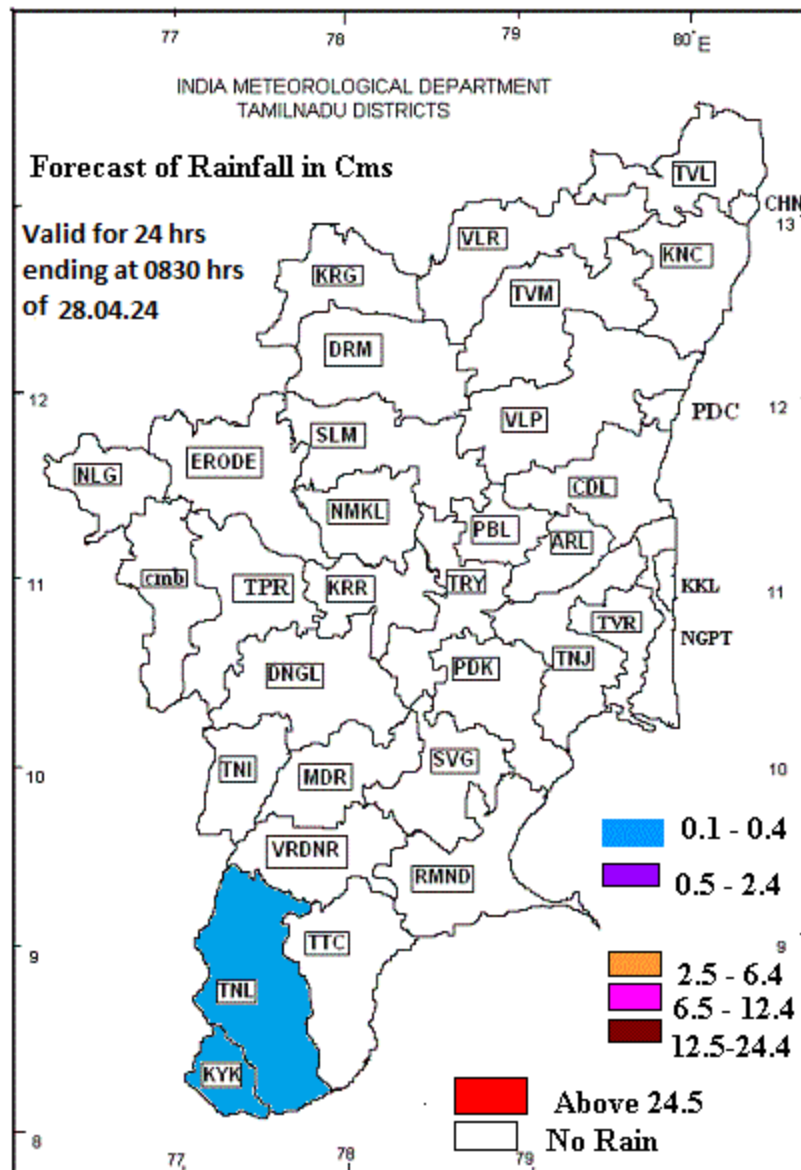 77 78 79 80°E
INDIA METEOROLOGICAL DEPARTMENT
TAMILNADU DISTRICTS
Forecast of Rainfall in Cms
TVL
CHN
13
Valid for 24 hrs
ending at 0830 hrs
of 28.04.24
VLR
KNC
KRG
TVM
DRM
12
12
PDC
VLP
SLM
ERODE
NLG
CDL
NMKL
PBL
ARL
11
cmb
TPR
KRR
TRY
KKL
11
TVR
NGPT
DNGL
PDK
TNJ
10
TNI
MDR
SVG
10
VRDNR
RMND
0.1 - 0.4
0.5 - 2.4
9
TTC
9
TNL
2.5 - 6.4
6.5 - 12.4
12.5-24.4
KYK
Above 24.5
No Rain
8
77 78 79